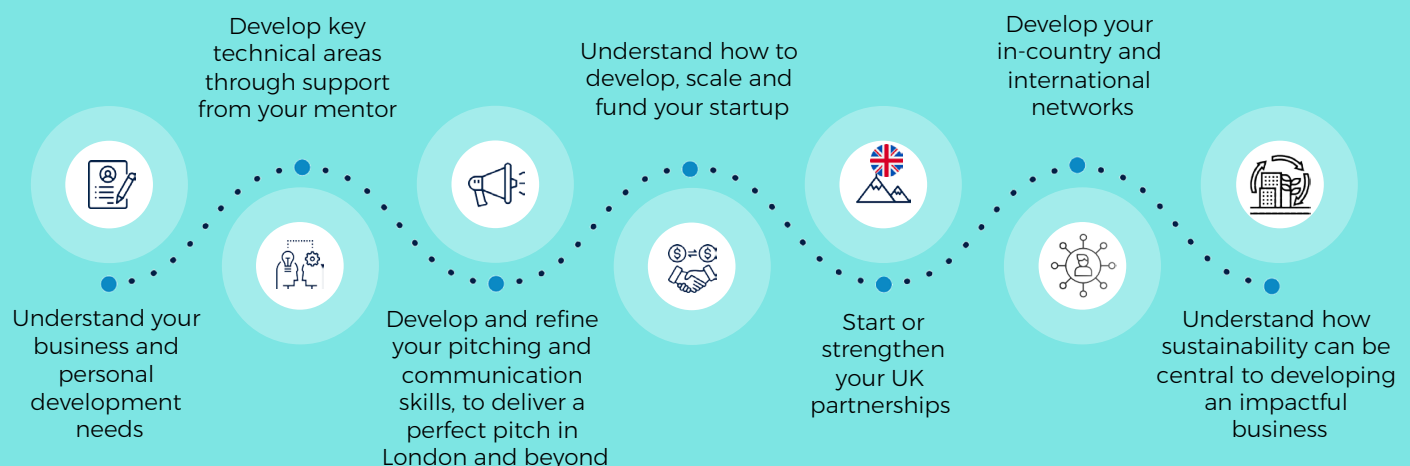 Understand your
business and
personal
development
needs
Develop key
technical areas
through support
from your mentor
Develop and refine
your pitching and
communication
skills, to deliver a
perfect pitch in
London and beyond
Understand how to
develop, scale and
fund your startup
Start or
strengthen
your UK
partnerships
Develop your
in-country and
international
networks
Understand how
sustainability can be
central to developing
an impactful
business